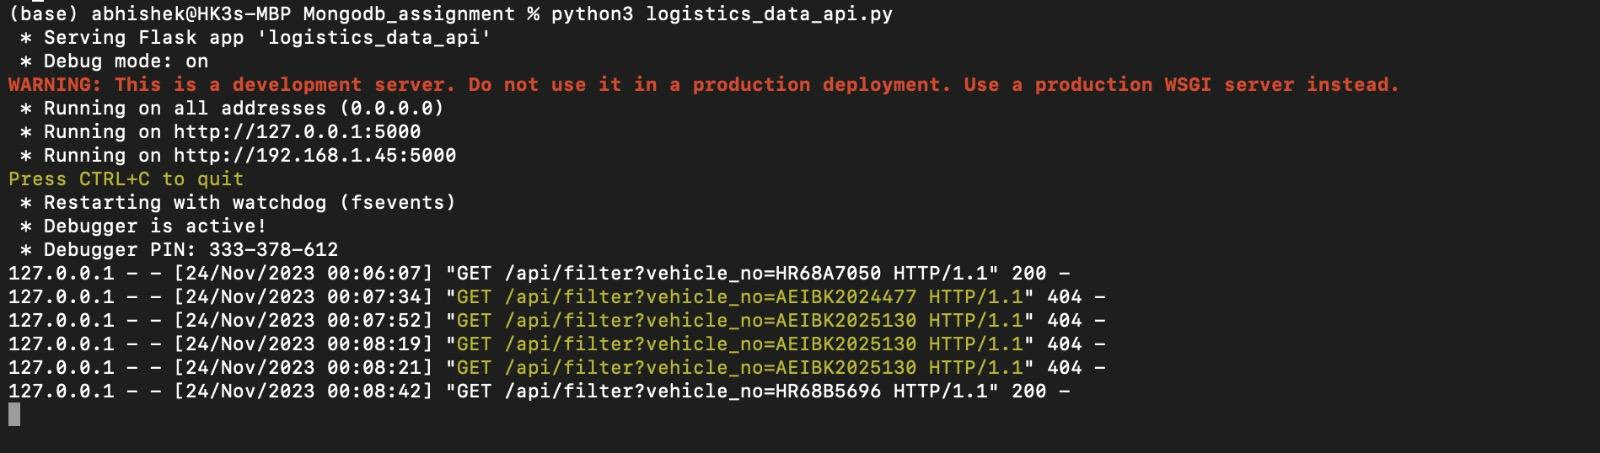 (base) abhishek@HK3s-MBP Mongodb_assignment % python3 logistics_data_api.py
 * Serving Flask app 'logistics_data_api'
 * Debug mode: on
WARNING: This is a development server. Do not use it in a production deployment. Use a production WSGI server instead.
 * Running on all addresses (0.0.0.0)
 * Running on http://127.0.0.1:5000
 * Running on http://192.168.1.45:5000
Press CTRL+C to quit
 * Restarting with watchdog (fsevents)
 * Debugger is active!
 * Debugger PIN: 333-378-612
127.0.0.1 - - [24/Nov/2023 00:06:07] "GET /api/filter?vehicle_no=HR68A7050 HTTP/1.1" 200 -
127.0.0.1 - - [24/Nov/2023 00:07:34] "GET /api/filter?vehicle_no=AEIBK2024477 HTTP/1.1" 404 -
127.0.0.1 - - [24/Nov/2023 00:07:52] "GET /api/filter?vehicle_no=AEIBK2025130 HTTP/1.1" 404 -
127.0.0.1 - - [24/Nov/2023 00:08:19] "GET /api/filter?vehicle_no=AEIBK2025130 HTTP/1.1" 404 -
127.0.0.1 - - [24/Nov/2023 00:08:21] "GET /api/filter?vehicle_no=AEIBK2025130 HTTP/1.1" 404 -
127.0.0.1 - - [24/Nov/2023 00:08:42] "GET /api/filter?vehicle_no=HR68B5696 HTTP/1.1" 200 -